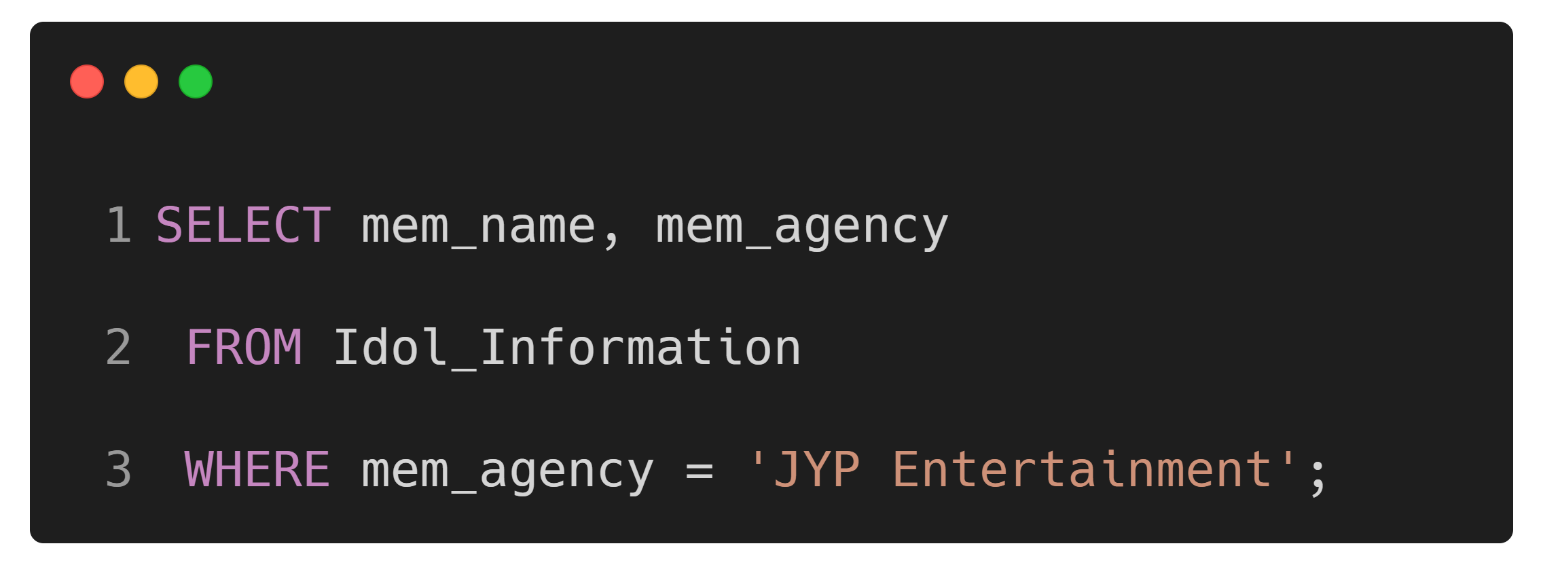 1 SELECT mem_name, mem_agency
2  FROM Idol_Information
3  WHERE mem_agency = 'JYP Entertainment';